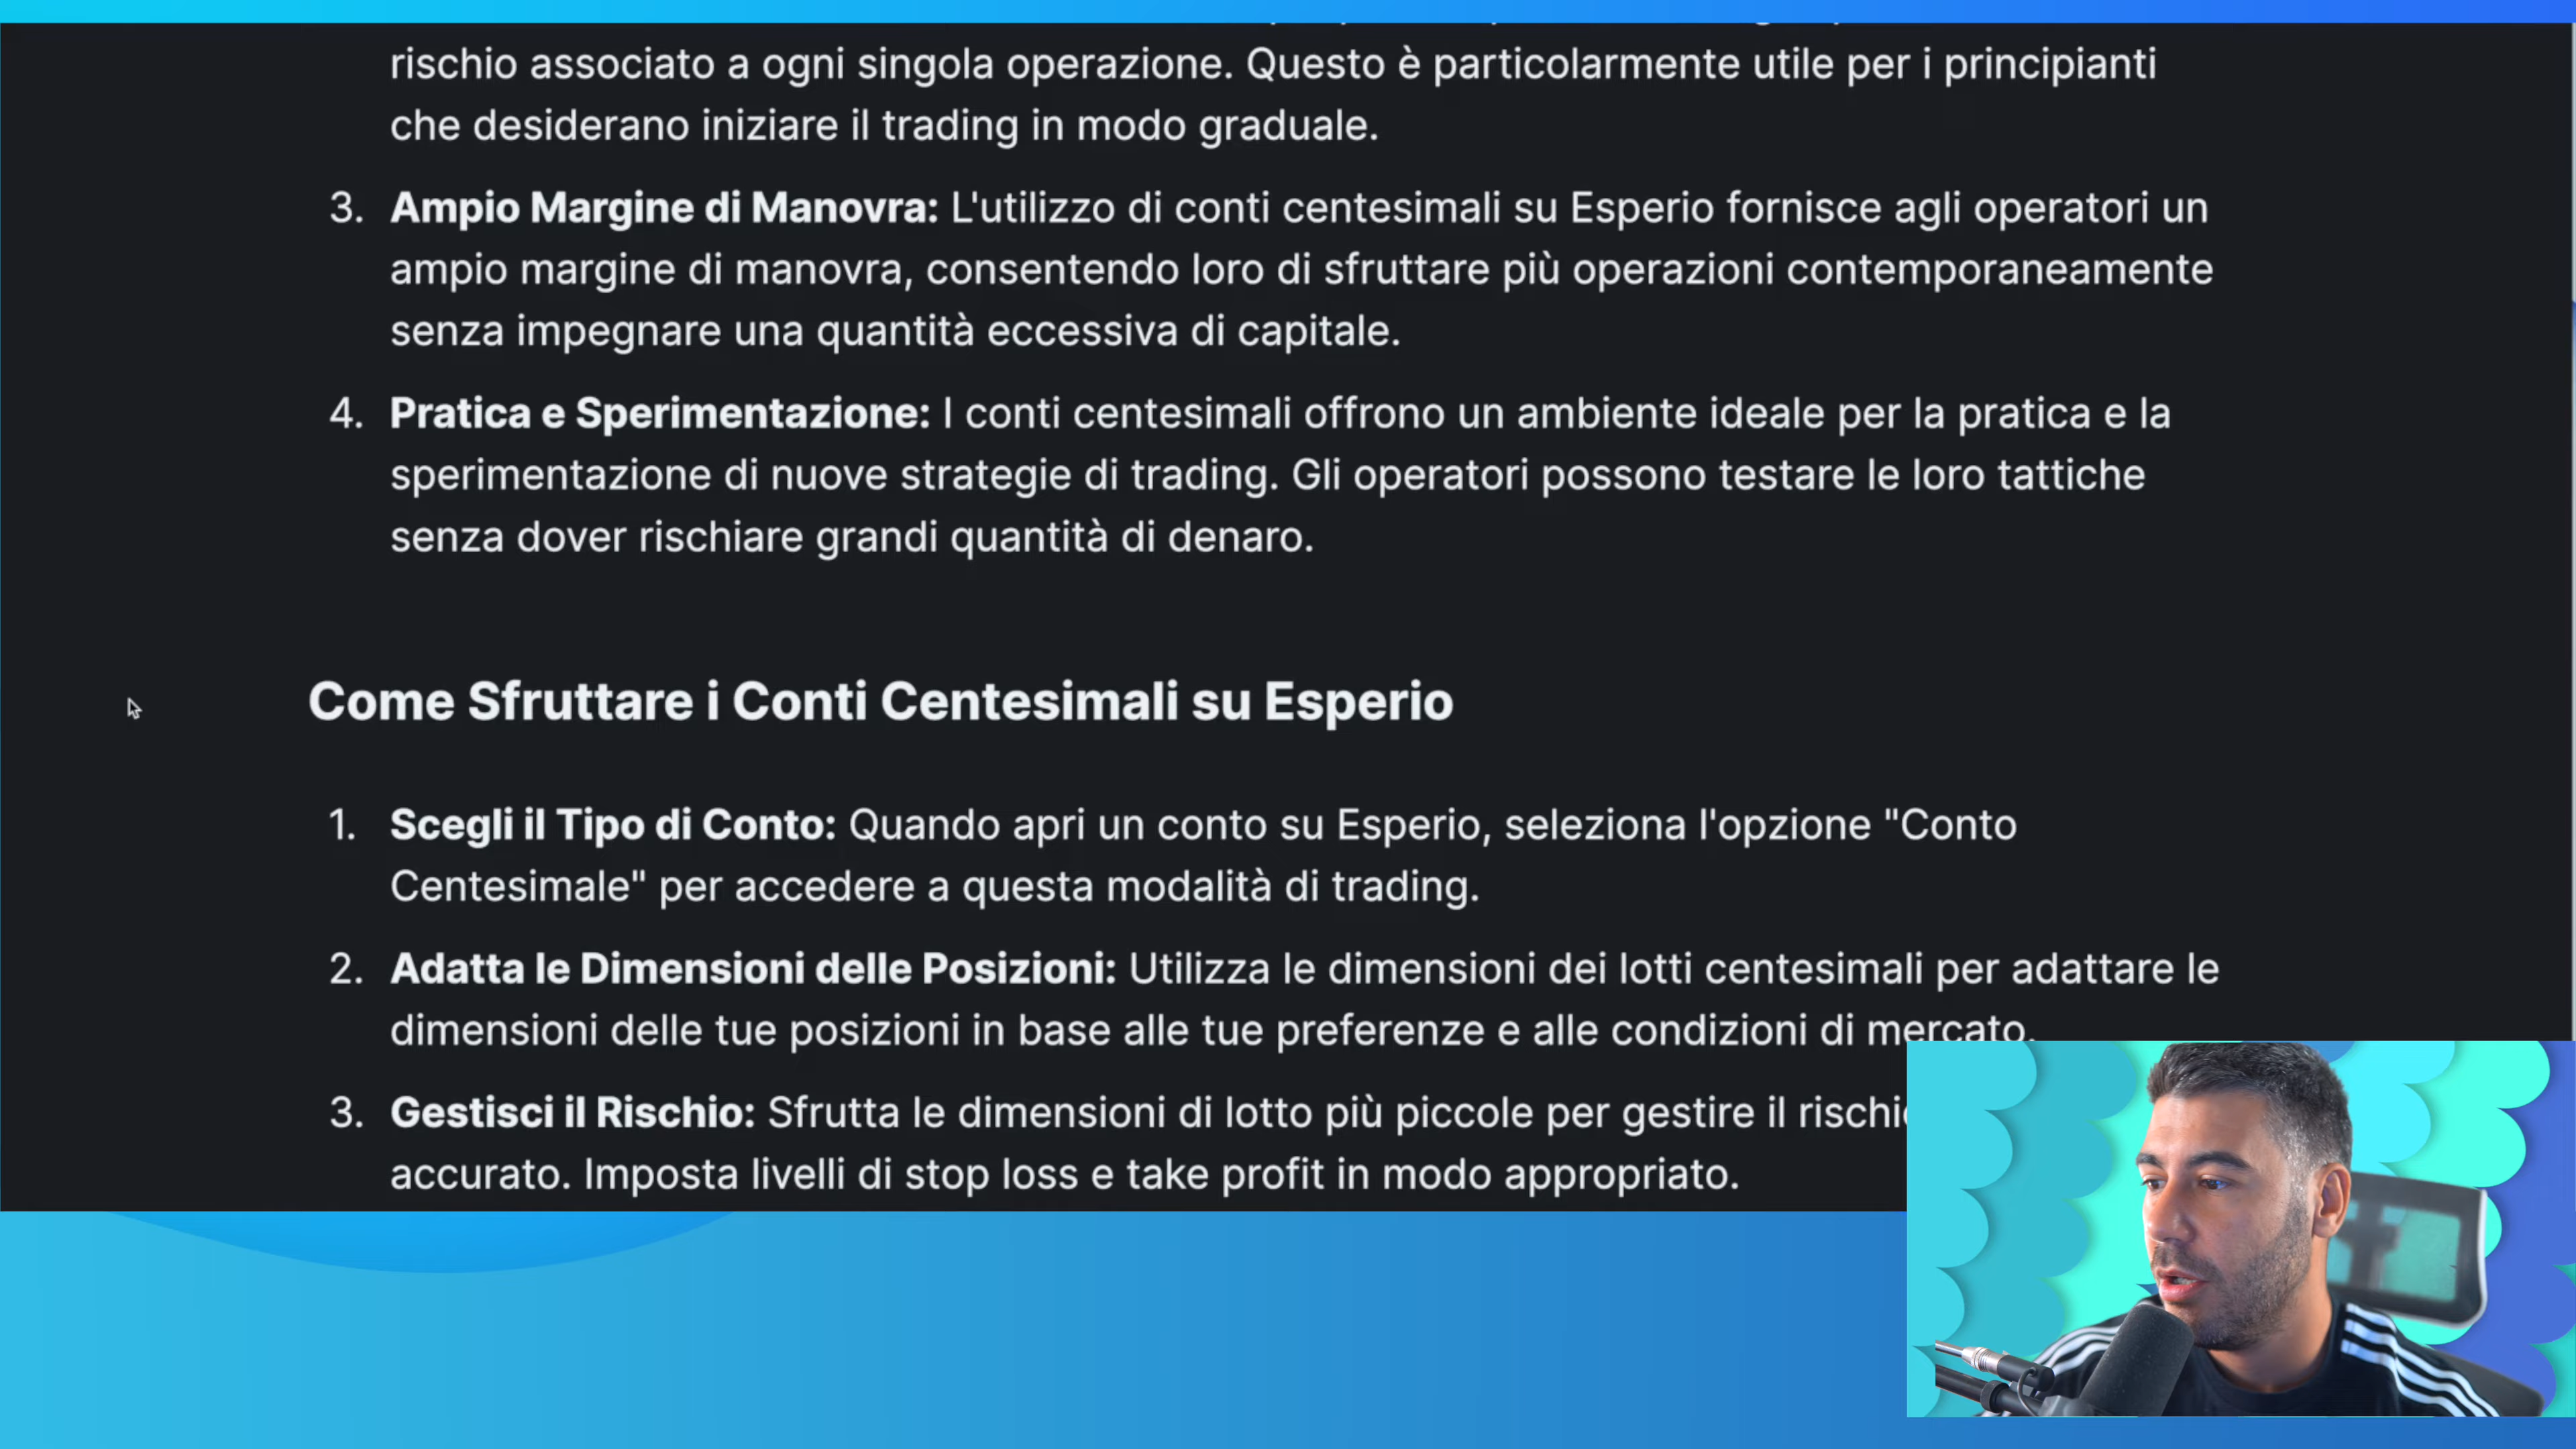 rischio associato a ogni singola operazione. Questo è particolarmente utile per i principianti
che desiderano iniziare il trading in modo graduale.
3. Ampio Margine di Manovra: L'utilizzo di conti centesimali su Esperio fornisce agli operatori un
ampio margine di manovra, consentendo loro di sfruttare più operazioni contemporaneamente
senza impegnare una quantità eccessiva di capitale.
4. Pratica e Sperimentazione: I conti centesimali offrono un ambiente ideale per la pratica e la
sperimentazione di nuove strategie di trading. Gli operatori possono testare le loro tattiche
senza dover rischiare grandi quantità di denaro.
Come Sfruttare i Conti Centesimali su Esperio
1. Scegli il Tipo di Conto: Quando apri un conto su Esperio, seleziona l'opzione "Conto
Centesimale" per accedere a questa modalità di trading.
2. Adatta le Dimensioni delle Posizioni: Utilizza le dimensioni dei lotti centesimali per adattare le
dimensioni delle tue posizioni in base alle tue preferenze e alle condizioni di mercato.
3. Gestisci il Rischio: Sfrutta le dimensioni di lotto più piccole per gestire il
accurato. Imposta livelli di stop loss e take profit in modo appropriato.